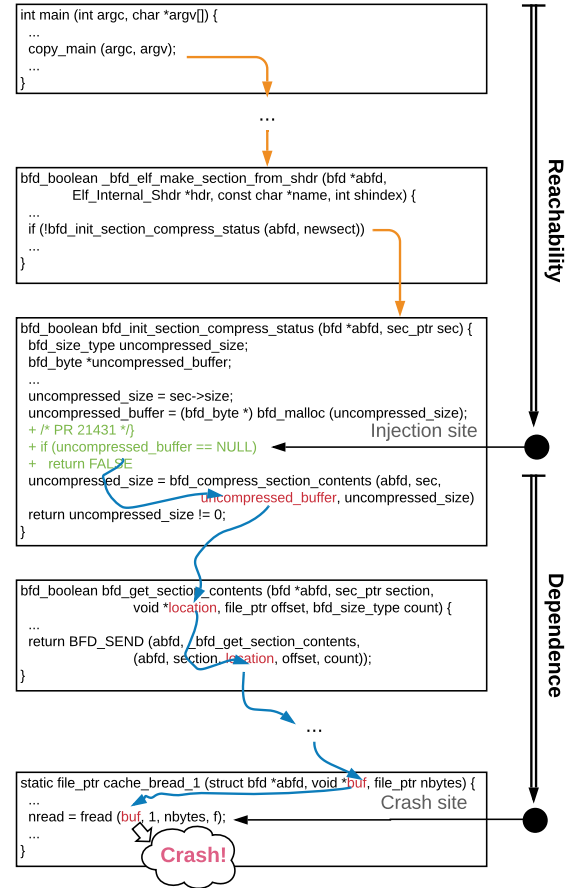 int main (int argc, char *argv[]) {
...
copy_main (argc, argv);
...
}
...
bfd_boolean _bfd_elf_make_section_from_shdr (bfd *abfd,
Elf_Internal_Shdr *hdr, const char *name, int shindex) {
...
if (!bfd_init_section_compress_status (abfd, newsect))
...
}
Reachability
bfd_boolean bfd_init_section_compress_status (bfd *abfd, sec_ptr sec) {
bfd_size_type uncompressed_size;
bfd_byte *uncompressed_buffer;
...
uncompressed_size = sec->size;
uncompressed_buffer = (bfd_byte *) bfd_malloc (uncompressed_size);
+ /* PR 21431 */}
Injection site
+ if (uncompressed_buffer == NULL)
+ return FALSE
uncompressed_size = bfd_compress_section_contents (abfd, sec,
uncompressed_buffer, uncompressed_size)
return uncompressed_size != 0;
}
bfd_boolean bfd_get_section_contents (bfd *abfd, sec_ptr section,
void *location, file_ptr offset, bfd_size_type count) {
...
return BFD_SEND (abfd, _bfd_get_section_contents,
(abfd, section, location, offset, count));
}
Dependence
...
static file_ptr cache_bread_1 (struct bfd *abfd, void *buf, file_ptr nbytes) {
...
Crash site
nread = fread (buf, 1, nbytes, f);
...
}
Crash!